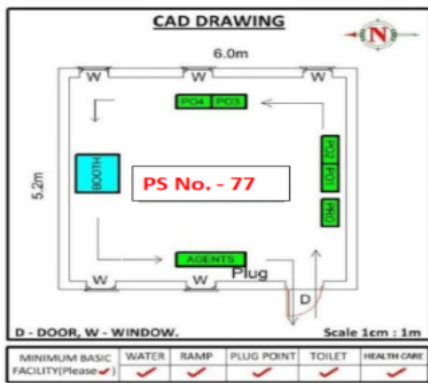 CAD DRAWING
N
6.0m
W W W
PO4 PO3
5.2m
BOOTH
PS No. - 77
PO2 PO1
PRO
AGENTS
Plug
W W
D
D - DOOR, W - WINDOW.
Scale 1cm : 1m
MINIMUM BASIC FACILITY(Please ✓)
WATER
RAMP
PLUG POINT
TOILET
HEALTH CARE
✓ ✓ ✓ ✓ ✓